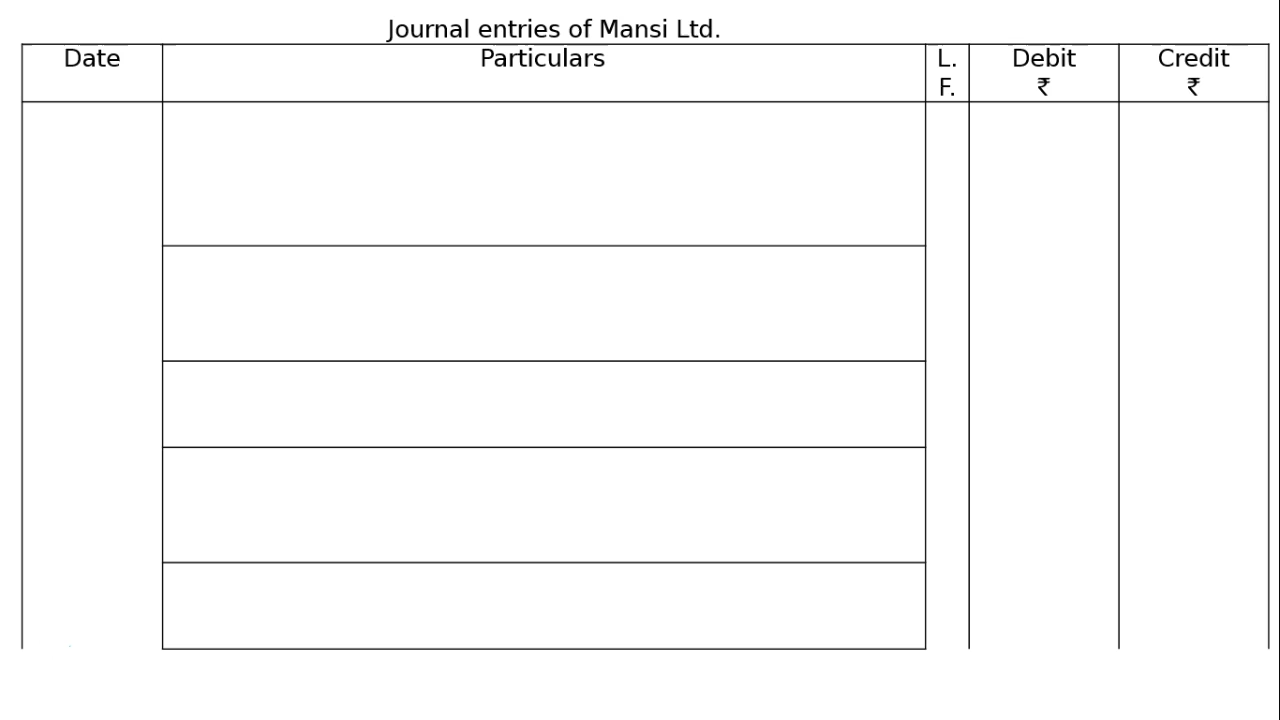 Journal entries of Mansi Ltd.
Date Particulars L. Debit Credit
F. ₹ ₹